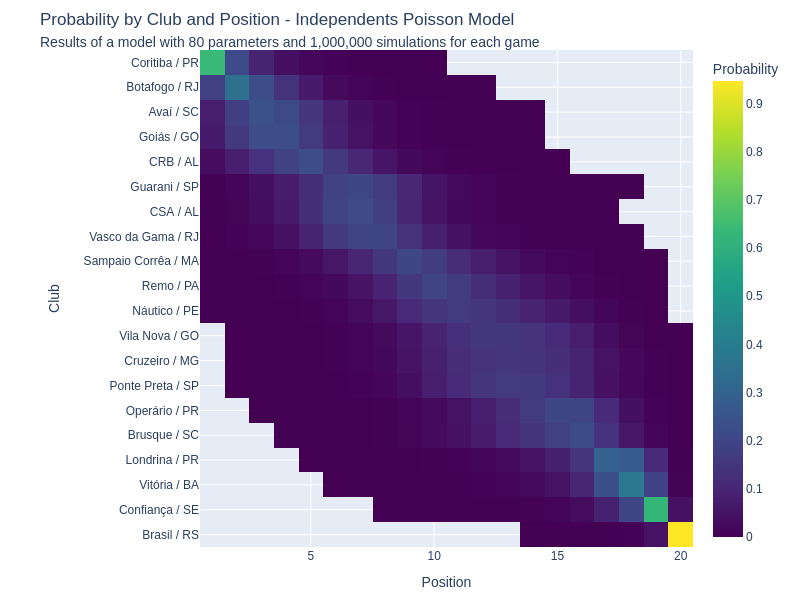 Probability by Club and Position - Independents Poisson Model
Results of a model with 80 parameters and 1,000,000 simulations for each game
Probability
Coritiba / PR
Botafogo / RJ
Avaí / SC
Goiás / GO
CRB / AL
Guarani / SP
CSA / AL
Vasco da Gama / RJ
Sampaio Corrêa / MA
Remo / PA
Náutico / PE
Vila Nova / GO
Cruzeiro / MG
Ponte Preta / SP
Operário / PR
Brusque / SC
Londrina / PR
Vitória / BA
Confiança / SE
Brasil / RS
Club
5
10
15
20
Position
0.9
0.8
0.7
0.6
0.5
0.4
0.3
0.2
0.1
0